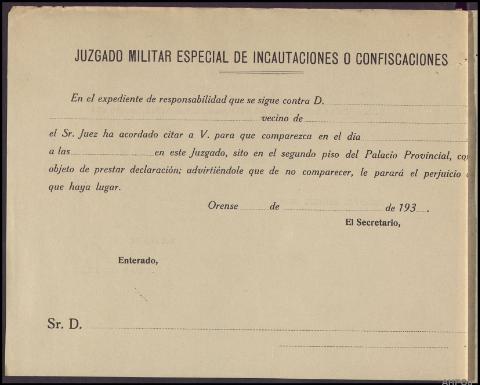 JUZGADO MILITAR ESPECIAL DE INCAUTACIONES O CONFISCACIONES
En el expediente de responsabilidad que se sigue contra D.
vecino de
el Sr. Juez ha acordado citar a V. para que comparezca en el día
a las en este Juzgado, sito en el segundo piso del Palacio Provincial,
objeto de prestar declaración; advirtiéndole que de no comparecer, le parará el perjuicio
que haya lugar.
Orense de de 193 .
El Secretario,
Enterado,
Sr. D.